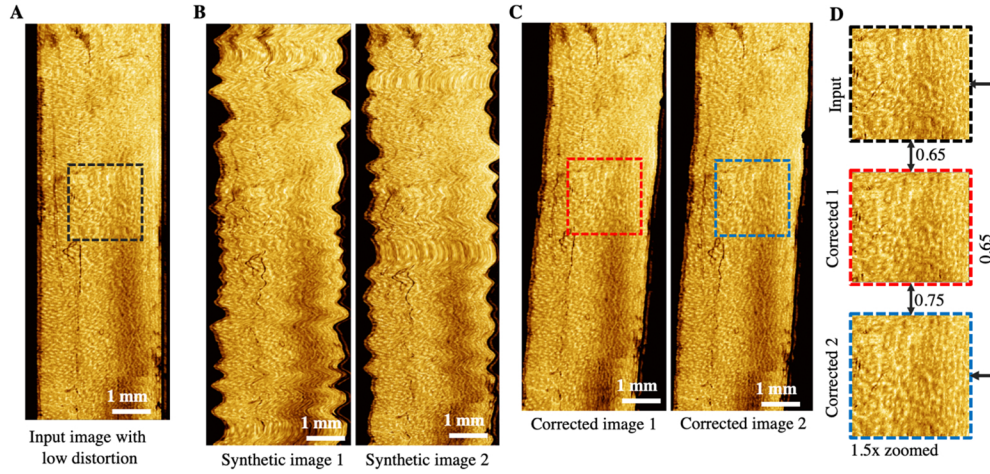 A
B
C
D
1 mm
Input image with
low distortion
1 mm
Synthetic image 1
1 mm
Synthetic image 2
1 mm
Corrected image 1
1 mm
Corrected image 2
Input
0.65
Corrected 1
0.65
0.75
Corrected 2
1.5x zoomed